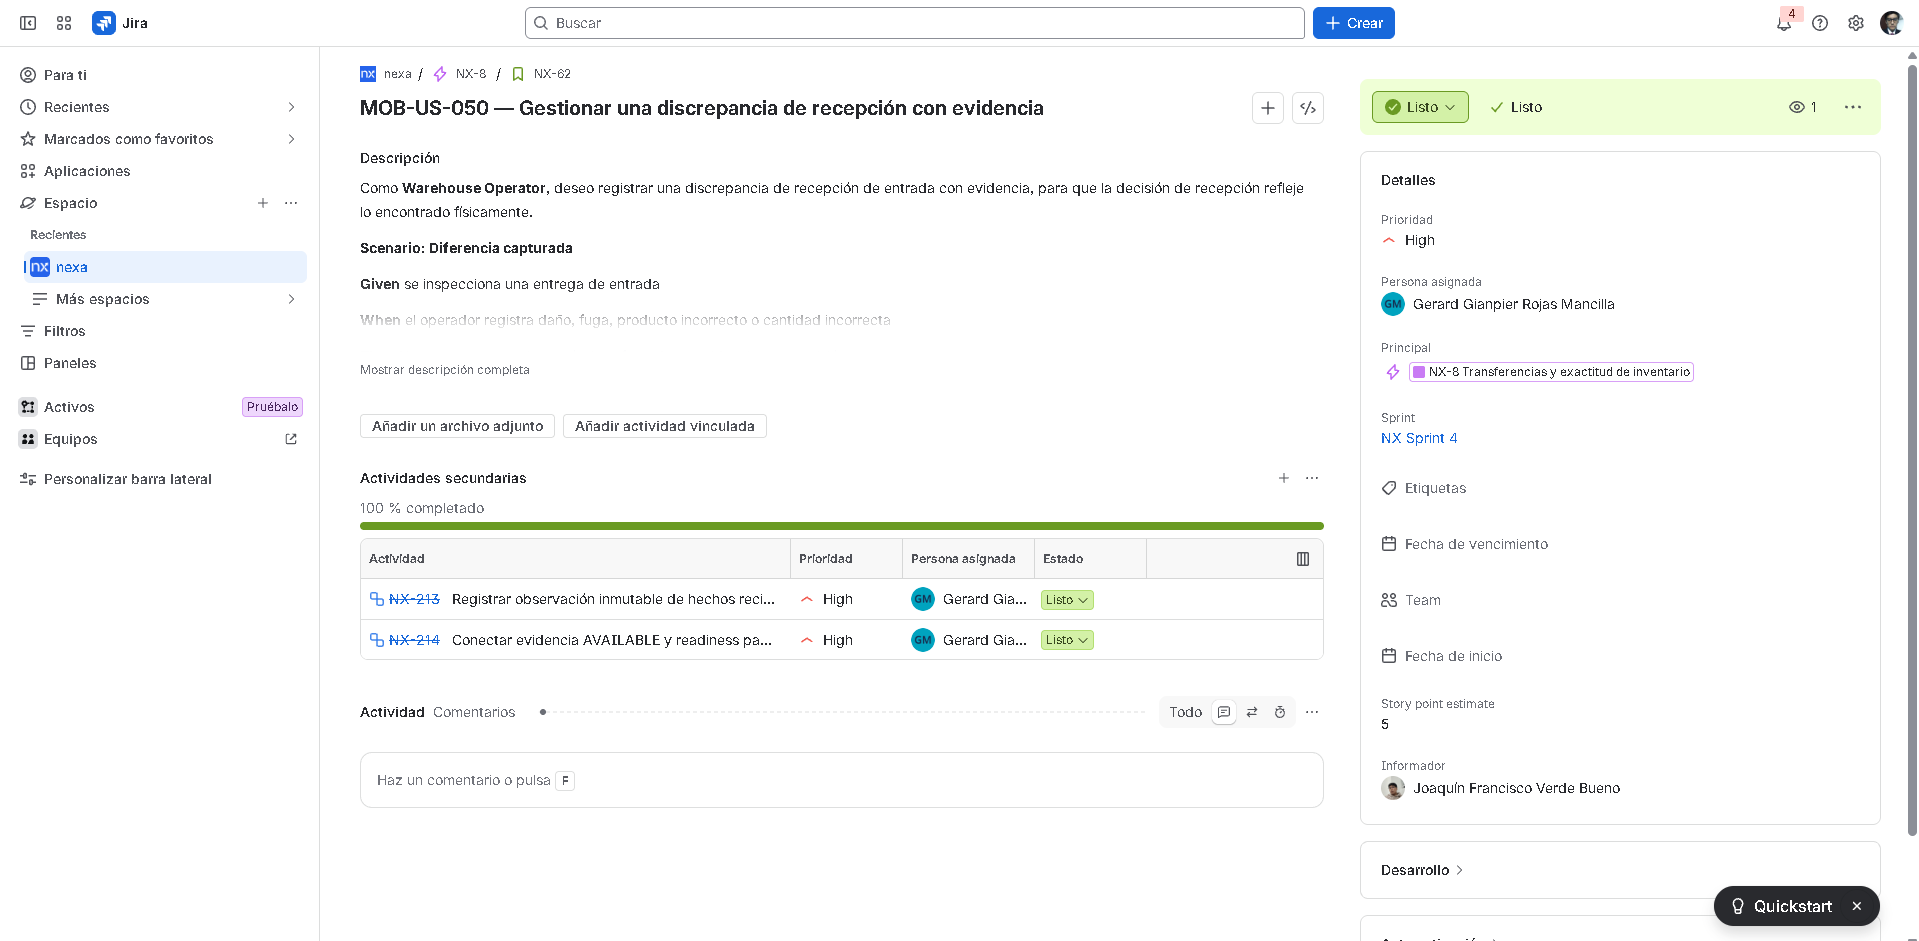 Jira
Buscar
Crear
4
Para ti
Recientes
Marcados como favoritos
Aplicaciones
Espacio
Recientes
nx nexa
Más espacios
Filtros
Paneles
Activos Pruébalo
Equipos
Personalizar barra lateral
nx nexa / NX-8 / NX-62
MOB-US-050 — Gestionar una discrepancia de recepción con evidencia
Descripción
Como Warehouse Operator, deseo registrar una discrepancia de recepción de entrada con evidencia, para que la decisión de recepción refleje
lo encontrado físicamente.
Scenario: Diferencia capturada
Given se inspecciona una entrega de entrada
When el operador registra daño, fuga, producto incorrecto o cantidad incorrecta
Mostrar descripción completa
Añadir un archivo adjunto Añadir actividad vinculada
Actividades secundarias
100 % completado
Actividad Prioridad Persona asignada Estado
NX-213 Registrar observación inmutable de hechos reci... High GM Gerard Gia... Listo
NX-214 Conectar evidencia AVAILABLE y readiness pa... High GM Gerard Gia... Listo
Actividad Comentarios Todo
Haz un comentario o pulsa F
Listo Listo 1
Detalles
Prioridad
High
Persona asignada
GM Gerard Gianpier Rojas Mancilla
Principal
NX-8 Transferencias y exactitud de inventario
Sprint
NX Sprint 4
Etiquetas
Fecha de vencimiento
Team
Fecha de inicio
Story point estimate
5
Informador
Joaquín Francisco Verde Bueno
Desarrollo
Quickstart